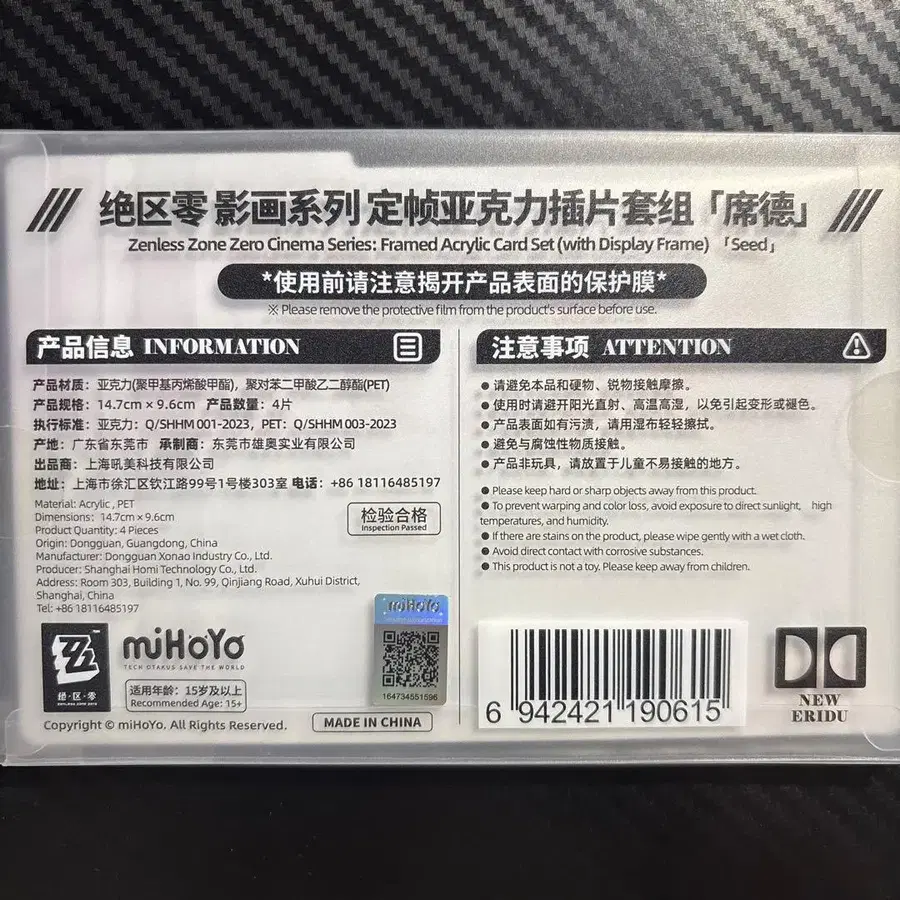 绝区零 影画系列 定帧亚克力插片套组「席德」
Zenless Zone Zero Cinema Series: Framed Acrylic Card Set (with Display Frame) 「Seed」
*使用前请注意揭开产品表面的保护膜*
※ Please remove the protective film from the product's surface before use.
产品信息 INFORMATION
产品材质：亚克力(聚甲基丙烯酸甲酯)，聚对苯二甲酸乙二醇酯(PET)
产品规格：14.7cm × 9.6cm 产品数量：4片
执行标准：亚克力：Q/SHHM 001-2023，PET：Q/SHHM 003-2023
产地：广东省东莞市 承制商：东莞市雄奥实业有限公司
出品商：上海吼美科技有限公司
地址：上海市徐汇区钦江路99号1号楼303室 电话：+86 18116485197
Material: Acrylic , PET
Dimensions: 14.7cm × 9.6cm
Product Quantity: 4 Pieces
Origin: Dongguan, Guangdong, China
Manufacturer: Dongguan Xonao Industry Co., Ltd.
Producer: Shanghai Homi Technology Co., Ltd.
Address: Room 303, Building 1, No. 99, Qinjiang Road, Xuhui District,
Shanghai, China
Tel: +86 18116485197
检验合格
Inspection Passed
miHoYo
164734551596
绝·区·零
ZENLESS ZONE ZERO
miHoYo
TECH OTAKUS SAVE THE WORLD
适用年龄：15岁及以上
Recommended Age: 15+
Copyright © miHoYo. All Rights Reserved.
MADE IN CHINA
注意事项 ATTENTION
● 请避免本品和硬物、锐物接触摩擦。
● 使用时请避开阳光直射、高温高湿，以免引起变形或褪色。
● 产品表面如有污渍，请用湿布轻轻擦拭。
● 避免与腐蚀性物质接触。
● 产品非玩具，请放置于儿童不易接触的地方。
● Please keep hard or sharp objects away from this product.
● To prevent warping and color loss, avoid exposure to direct sunlight, high
temperatures, and humidity.
● If there are stains on the product, please wipe gently with a wet cloth.
● Avoid direct contact with corrosive substances.
● This product is not a toy. Please keep away from children.
6 942421 190615
NEW
ERIDU